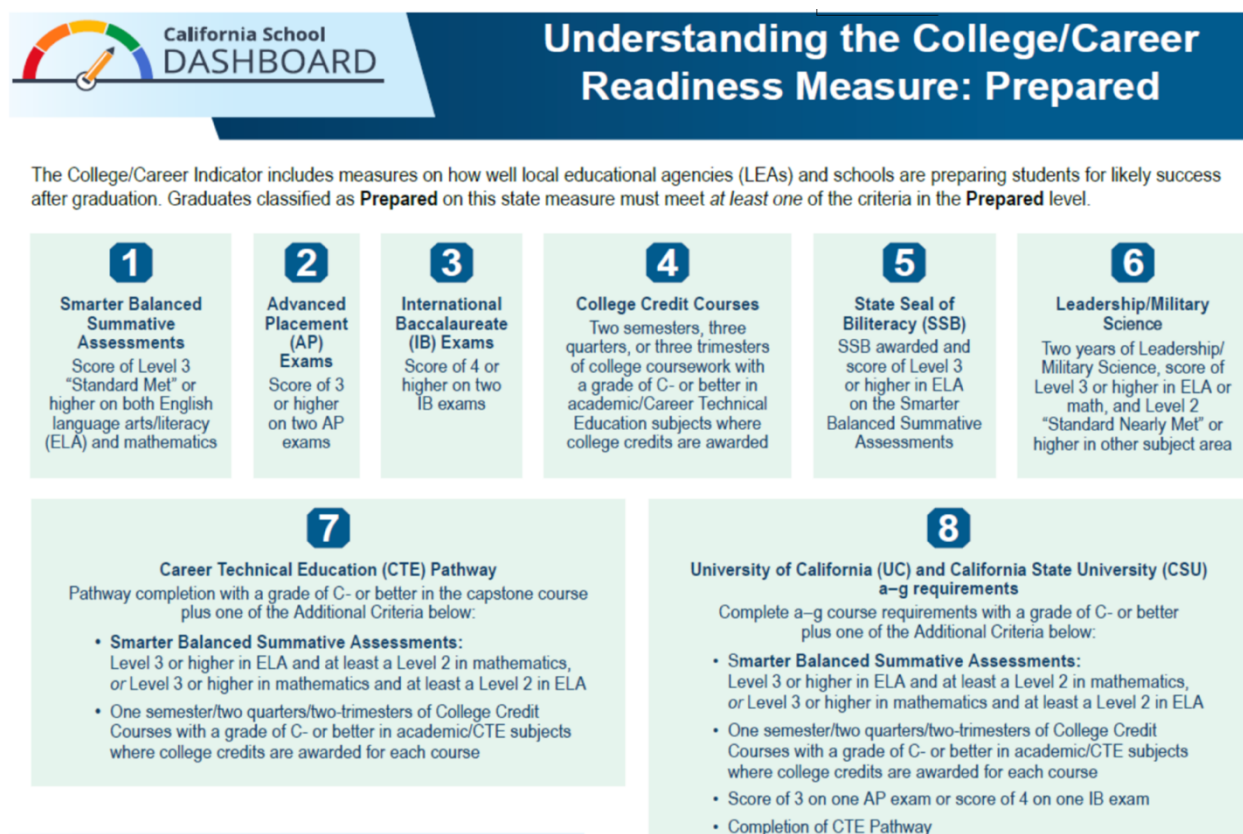 California School
DASHBOARD
Understanding the College/Career
Readiness Measure: Prepared
The College/Career Indicator includes measures on how well local educational agencies (LEAs) and schools are preparing students for likely success
after graduation. Graduates classified as Prepared on this state measure must meet at least one of the criteria in the Prepared level.
1
Smarter Balanced
Summative
Assessments
Score of Level 3
“Standard Met” or
higher on both English
language arts/literacy
(ELA) and mathematics
2
Advanced
Placement
(AP)
Exams
Score of 3
or higher
on two AP
exams
3
International
Baccalaureate
(IB) Exams
Score of 4 or
higher on two
IB exams
4
College Credit Courses
Two semesters, three
quarters, or three trimesters
of college coursework with
a grade of C- or better in
academic/Career Technical
Education subjects where
college credits are awarded
5
State Seal of
Biliteracy (SSB)
SSB awarded and
score of Level 3
or higher in ELA
on the Smarter
Balanced Summative
Assessments
6
Leadership/Military
Science
Two years of Leadership/
Military Science, score of
Level 3 or higher in ELA or
math, and Level 2
“Standard Nearly Met” or
higher in other subject area
7
Career Technical Education (CTE) Pathway
Pathway completion with a grade of C- or better in the capstone course
plus one of the Additional Criteria below:
• Smarter Balanced Summative Assessments:
Level 3 or higher in ELA and at least a Level 2 in mathematics,
or Level 3 or higher in mathematics and at least a Level 2 in ELA
• One semester/two quarters/two-trimesters of College Credit
Courses with a grade of C- or better in academic/CTE subjects
where college credits are awarded for each course
8
University of California (UC) and California State University (CSU)
a–g requirements
Complete a–g course requirements with a grade of C- or better
plus one of the Additional Criteria below:
• Smarter Balanced Summative Assessments:
Level 3 or higher in ELA and at least a Level 2 in mathematics,
or Level 3 or higher in mathematics and at least a Level 2 in ELA
• One semester/two quarters/two-trimesters of College Credit
Courses with a grade of C- or better in academic/CTE subjects
where college credits are awarded for each course
• Score of 3 on one AP exam or score of 4 on one IB exam
• Completion of CTE Pathway